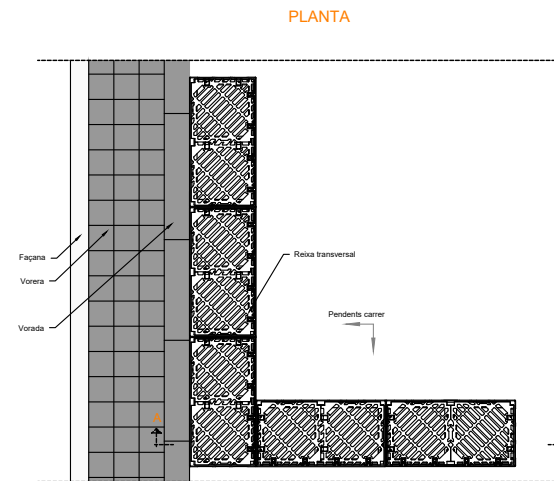 PLANTA
Façana
Vorera
Vorada
Reixa transversal
Pendents carrer